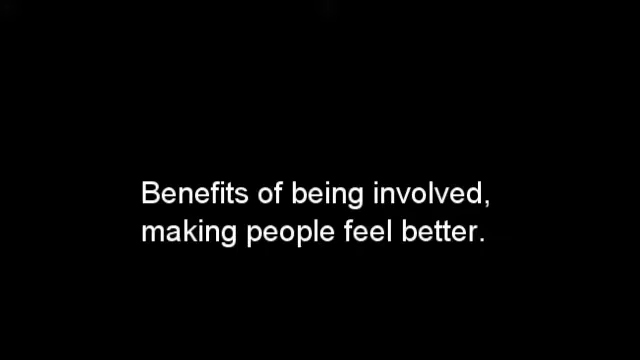 Benefits of being involved,
making people feel better.